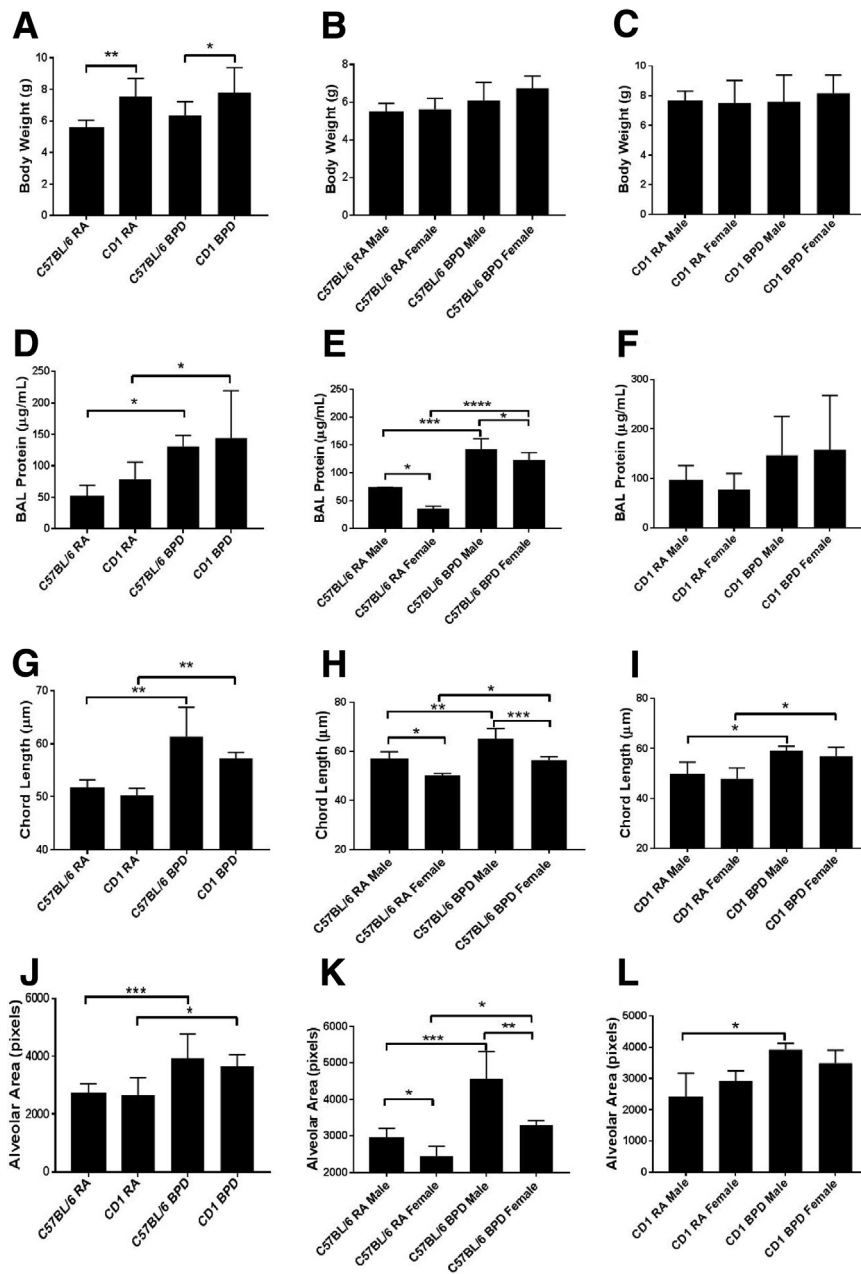 A
Body Weight (g)
10
8
6
4
2
0
**
*
C57BL/6 RA
CD1 RA
C57BL/6 BPD
CD1 BPD
B
Body Weight (g)
10
8
6
4
2
0
C57BL/6 RA Male
C57BL/6 RA Female
C57BL/6 BPD Male
C57BL/6 BPD Female
C
Body Weight (g)
10
8
6
4
2
0
CD1 RA Male
CD1 RA Female
CD1 BPD Male
CD1 BPD Female
D
BAL Protein (µg/mL)
250
200
150
100
50
0
*
*
C57BL/6 RA
CD1 RA
C57BL/6 BPD
CD1 BPD
E
BAL Protein (µg/mL)
250
200
150
100
50
0
****
***
*
*
C57BL/6 RA Male
C57BL/6 RA Female
C57BL/6 BPD Male
C57BL/6 BPD Female
F
BAL Protein (µg/mL)
300
200
100
0
CD1 RA Male
CD1 RA Female
CD1 BPD Male
CD1 BPD Female
G
Chord Length (µm)
70
60
50
40
**
**
C57BL/6 RA
CD1 RA
C57BL/6 BPD
CD1 BPD
H
Chord Length (µm)
80
60
40
20
*
**
***
*
C57BL/6 RA Male
C57BL/6 RA Female
C57BL/6 BPD Male
C57BL/6 BPD Female
I
Chord Length (µm)
80
60
40
20
*
*
CD1 RA Male
CD1 RA Female
CD1 BPD Male
CD1 BPD Female
J
Alveolar Area (pixels)
6000
4000
2000
0
***
*
C57BL/6 RA
CD1 RA
C57BL/6 BPD
CD1 BPD
K
Alveolar Area (pixels)
6000
5000
4000
3000
2000
*
***
**
*
C57BL/6 RA Male
C57BL/6 RA Female
C57BL/6 BPD Male
C57BL/6 BPD Female
L
Alveolar Area (pixels)
5000
4000
3000
2000
1000
0
*
CD1 RA Male
CD1 RA Female
CD1 BPD Male
CD1 BPD Female